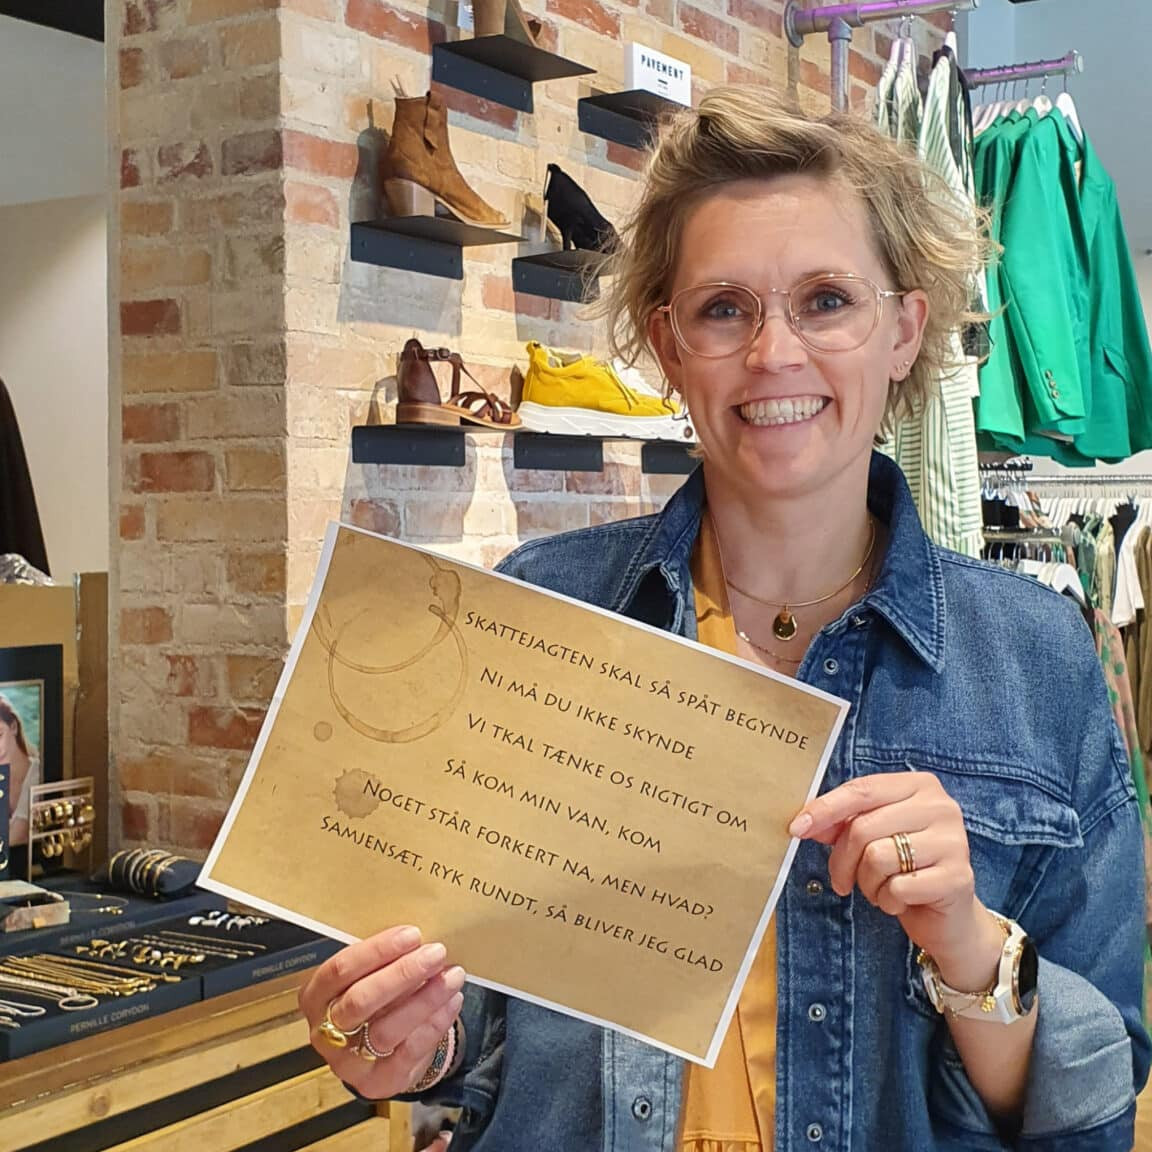 PAVEMENT
SKATTEJAGTEN SKAL SÅ SPÅT BEGYNDE
NI MÅ DU IKKE SKYNDE
VI TKAL TÆNKE OS RIGTIGT OM
SÅ KOM MIN VAN, KOM
NOGET STÅR FORKERT NA, MEN HVAD?
SAMJENSÆT, RYK RUNDT, SÅ BLIVER JEG GLAD
PERNILLE CORYDON
PERNILLE CORYDON
PERNILLE CORYDON